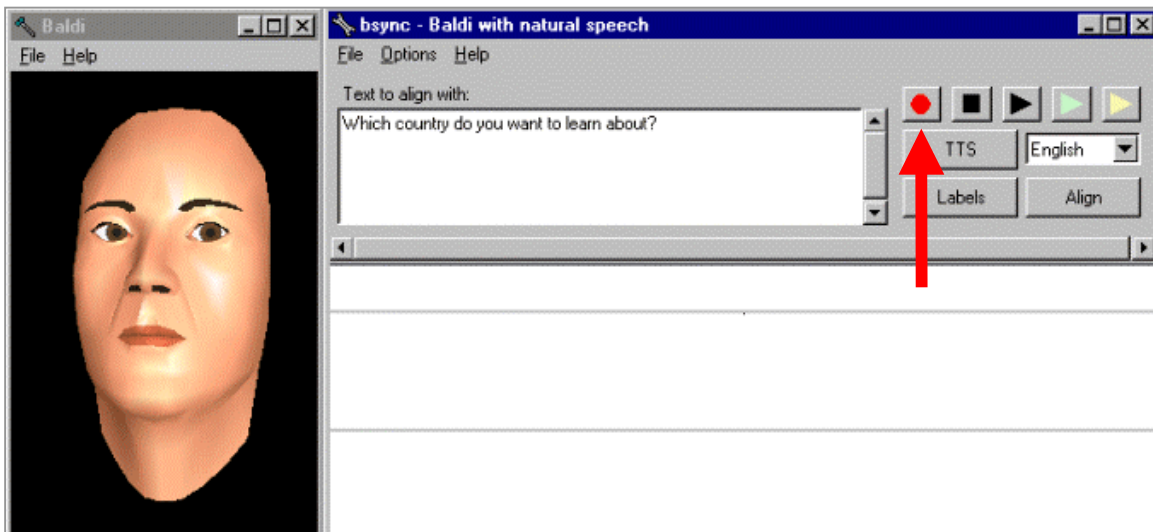 Baldi
File Help
bsync - Baldi with natural speech
File Options Help
Text to align with:
Which country do you want to learn about?
TTS
English
Labels
Align